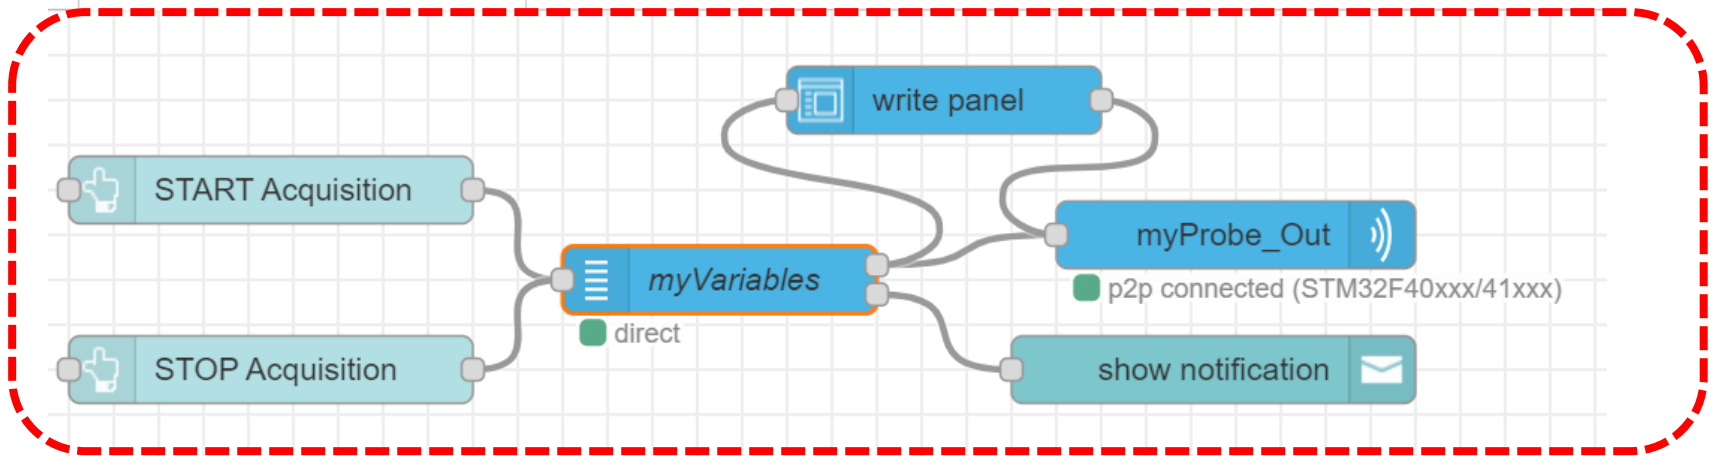 write panel
START Acquisition
myProbe_Out
myVariables
p2p connected (STM32F40xxx/41xxx)
direct
STOP Acquisition
show notification